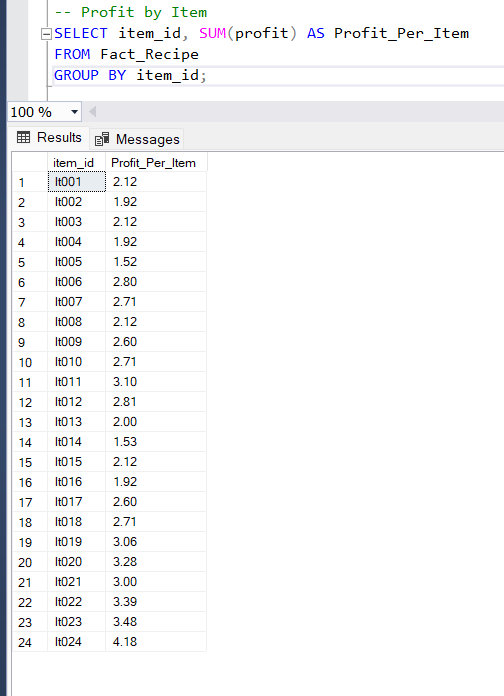 -- Profit by Item
SELECT item_id, SUM(profit) AS Profit_Per_Item
FROM Fact_Recipe
GROUP BY item_id;
100 %
Results Messages
item_id Profit_Per_Item
1 It001 2.12
2 It002 1.92
3 It003 2.12
4 It004 1.92
5 It005 1.52
6 It006 2.80
7 It007 2.71
8 It008 2.12
9 It009 2.60
10 It010 2.71
11 It011 3.10
12 It012 2.81
13 It013 2.00
14 It014 1.53
15 It015 2.12
16 It016 1.92
17 It017 2.60
18 It018 2.71
19 It019 3.06
20 It020 3.28
21 It021 3.00
22 It022 3.39
23 It023 3.48
24 It024 4.18